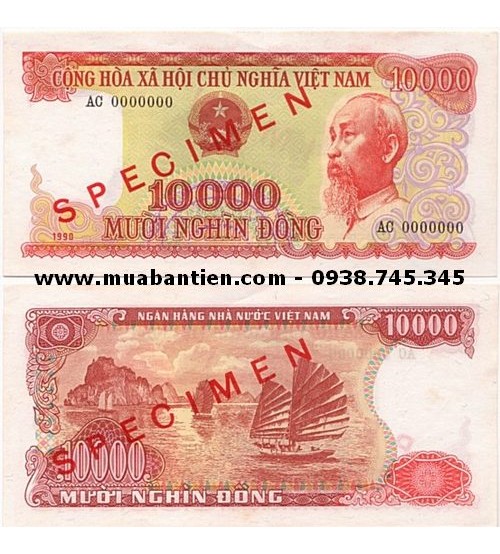 CỘNG HÒA XÃ HỘI CHỦ NGHĨA VIỆT NAM 10000
AC 0000000
SPECIMEN
10000
MƯỜI NGHÌN ĐỒNG
1990
AC 0000000
www.muabantien.com - 0938.745.345
NGÂN HÀNG NHÀ NƯỚC VIỆT NAM
10000
SPECIMEN
10000
MƯỜI NGHÌN ĐỒNG